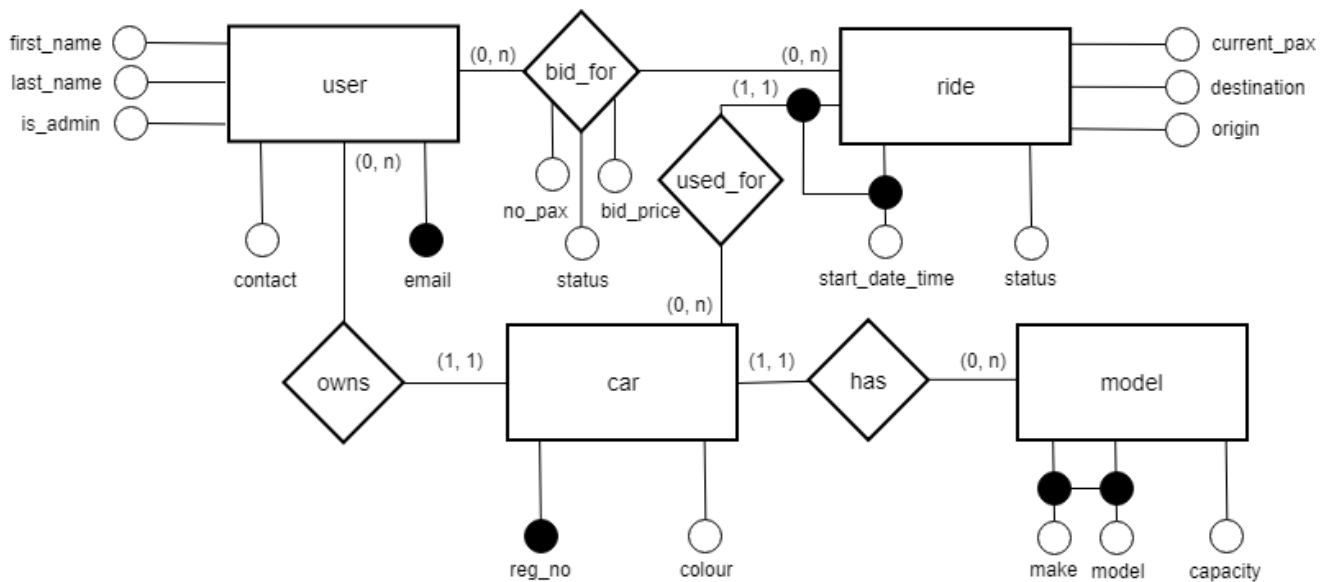 first_name
last_name
is_admin
user
(0, n)
bid_for
(0, n)
ride
current_pax
destination
origin
(1, 1)
(0, n)
used_for
no_pax
bid_price
contact
email
status
start_date_time
status
(0, n)
owns
(1, 1)
car
(1, 1)
has
(0, n)
model
reg_no
colour
make
model
capacity